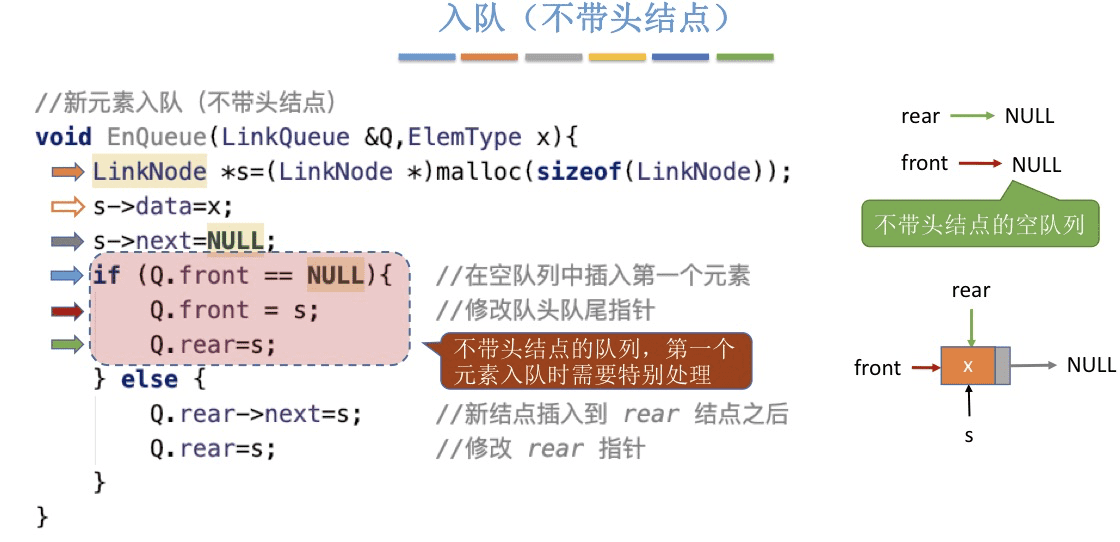 入队（不带头结点）
//新元素入队（不带头结点）
void EnQueue(LinkQueue &Q,ElemType x){
LinkNode *s=(LinkNode *)malloc(sizeof(LinkNode));
s->data=x;
s->next=NULL;
if (Q.front == NULL){ //在空队列中插入第一个元素
Q.front = s; //修改队头队尾指针
Q.rear=s;
不带头结点的队列，第一个
元素入队时需要特别处理
} else {
Q.rear->next=s; //新结点插入到 rear 结点之后
Q.rear=s; //修改 rear 指针
}
}
rear NULL
front NULL
不带头结点的空队列
rear
front x NULL
s